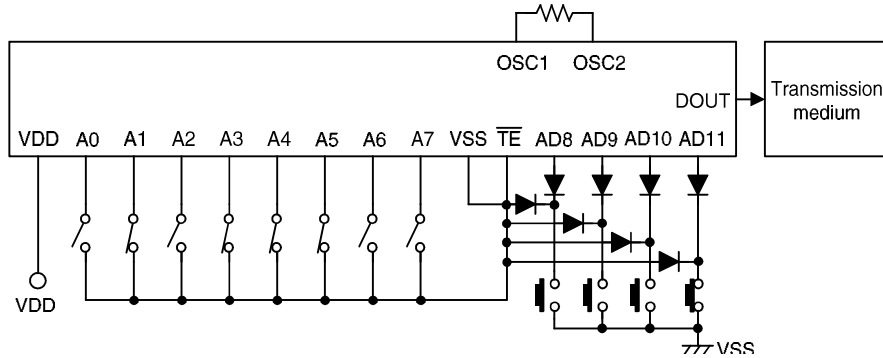 OSC1 OSC2
DOUT
Transmission
medium
VDD A0 A1 A2 A3 A4 A5 A6 A7 VSS TE AD8 AD9 AD10 AD11
VDD
VSS